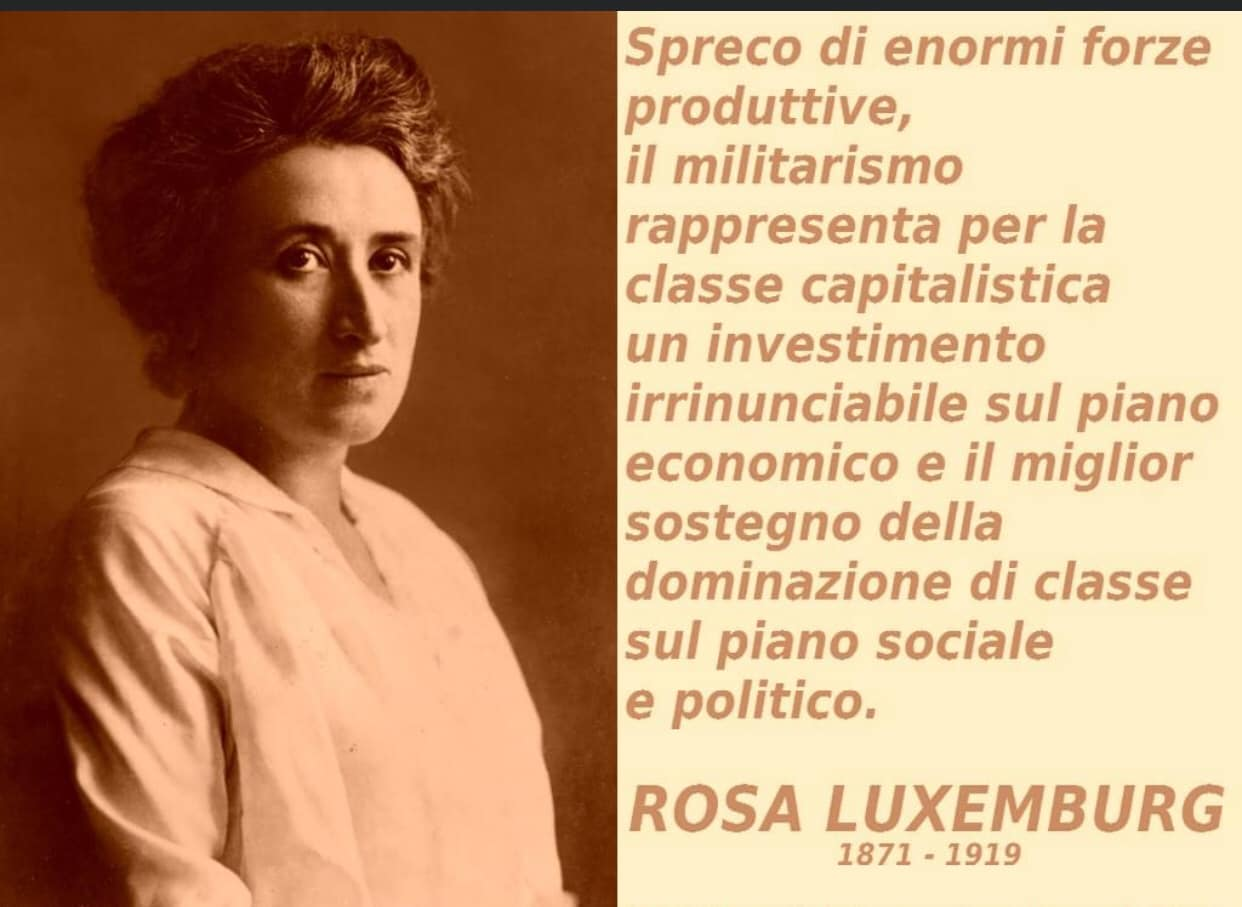 Spreco di enormi forze
produttive,
il militarismo
rappresenta per la
classe capitalistica
un investimento
irrinunciabile sul piano
economico e il miglior
sostegno della
dominazione di classe
sul piano sociale
e politico.
ROSA LUXEMBURG
1871 - 1919